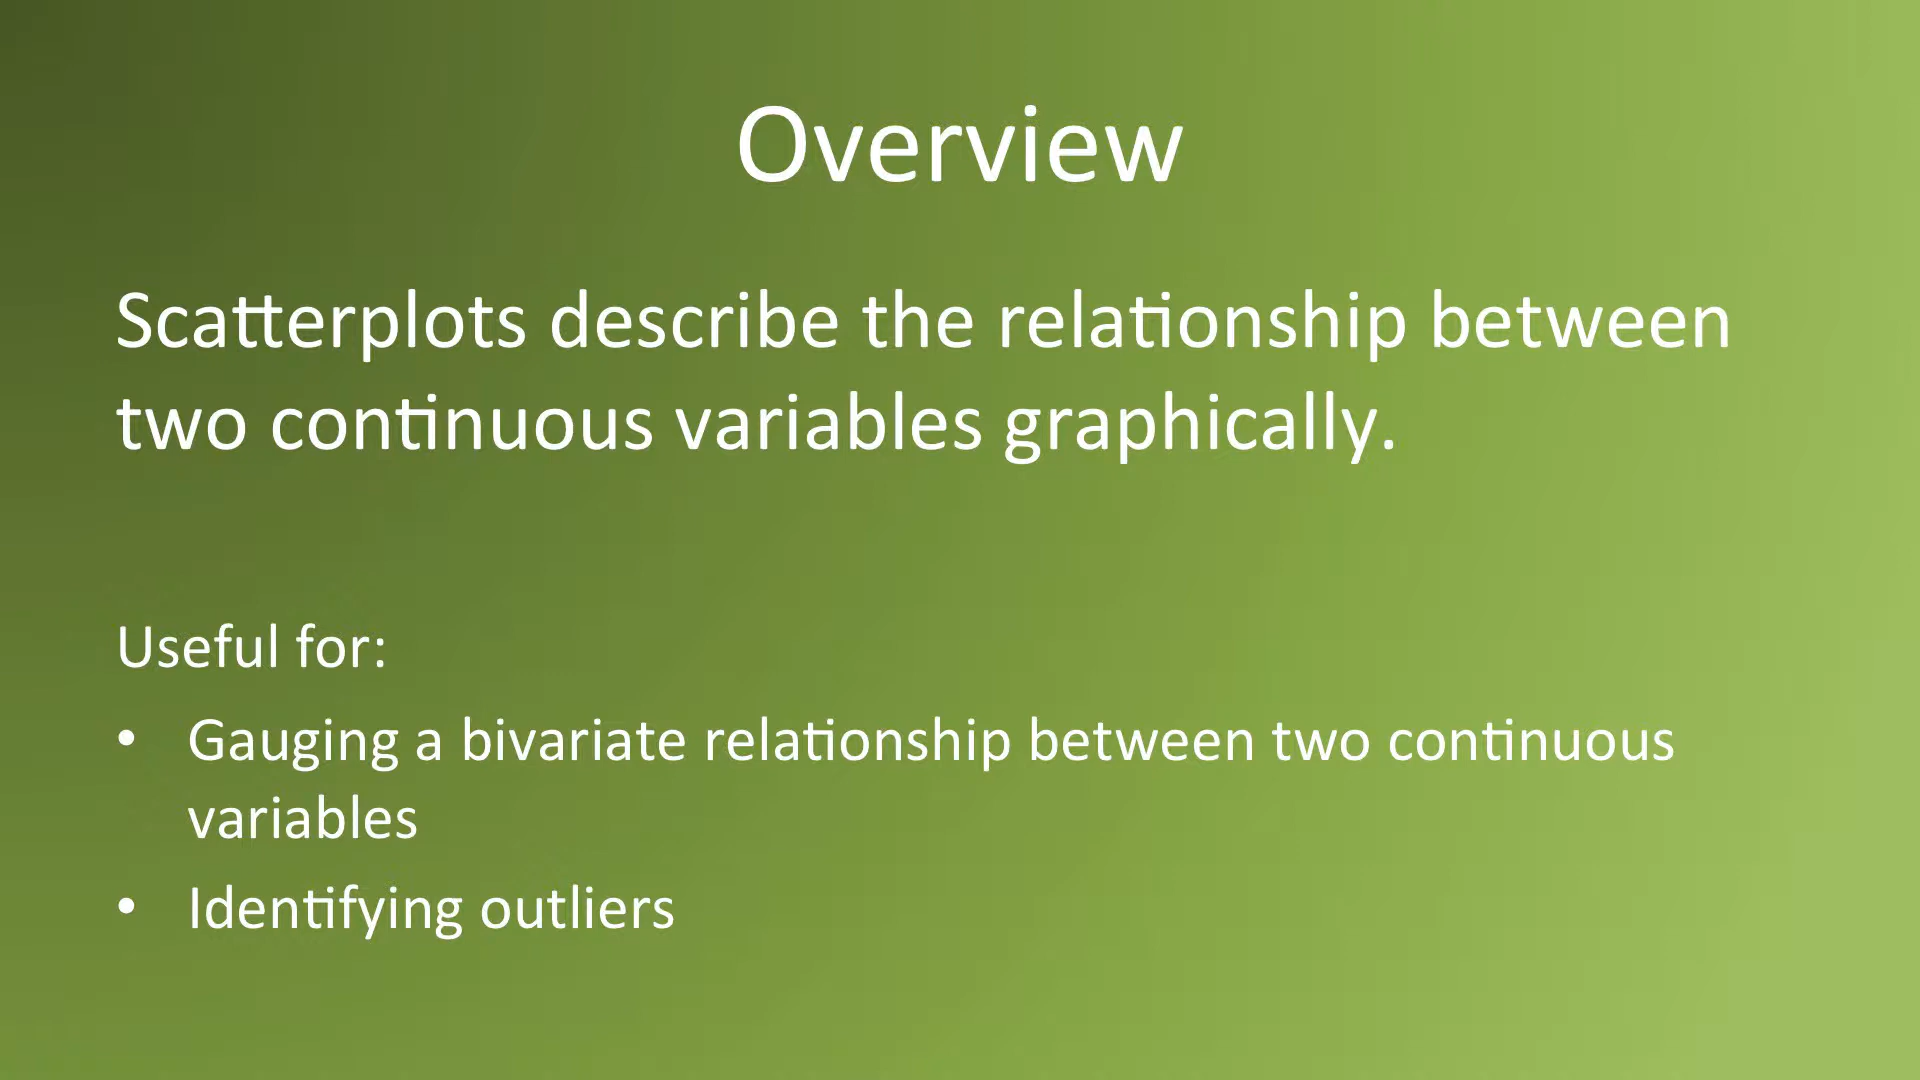 Overview
Scatterplots describe the relationship between
two continuous variables graphically.
Useful for:
• Gauging a bivariate relationship between two continuous
variables
• Identifying outliers